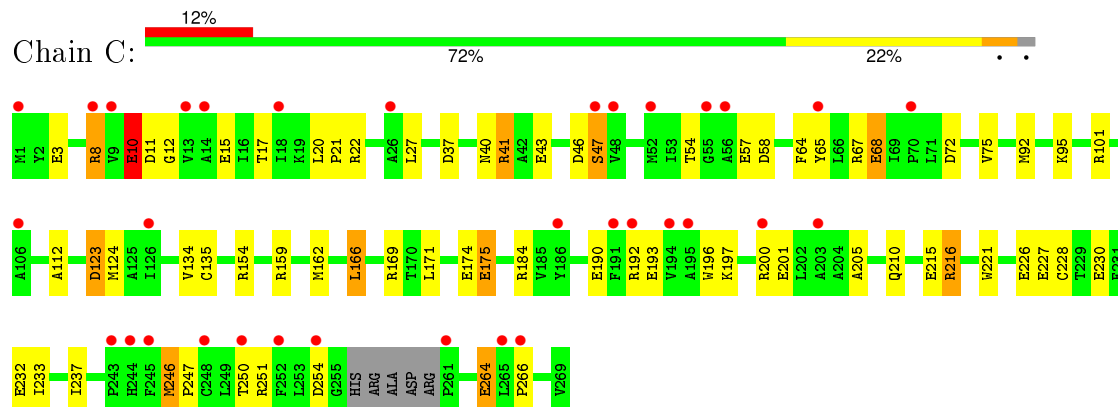 12%
Chain C:
72% 22% • •
M1 Y2 E3 R8 V9 E10 D11 G12 V13 A14 E15 I16 T17 I18 K19 L20 P21 R22 A26 L27 D37 N40 R41 A42 E43 D46 S47 V48 M52 I53 T54 G55 A56 E57 D58 F64 Y65 L66 R67 E68 I69 P70 L71 D72 V75 M92 K95 R101
A106 A112 D123 M124 A125 I126 V134 C135 R154 R159 M162 L166 R169 T170 L171 E174 E175 R184 V185 Y186 E190 F191 R192 E193 V194 A195 W196 K197 R200 E201 L202 A203 A204 A205 Q210 E215 R216 W221 E226 E227 C228 T229 E230 E231
E232 I233 I237 P243 H244 F245 M246 P247 C248 L249 T250 R251 F252 L253 D254 G255 HIS ARG ALA ASP ARG P261 E264 L265 P266 V269